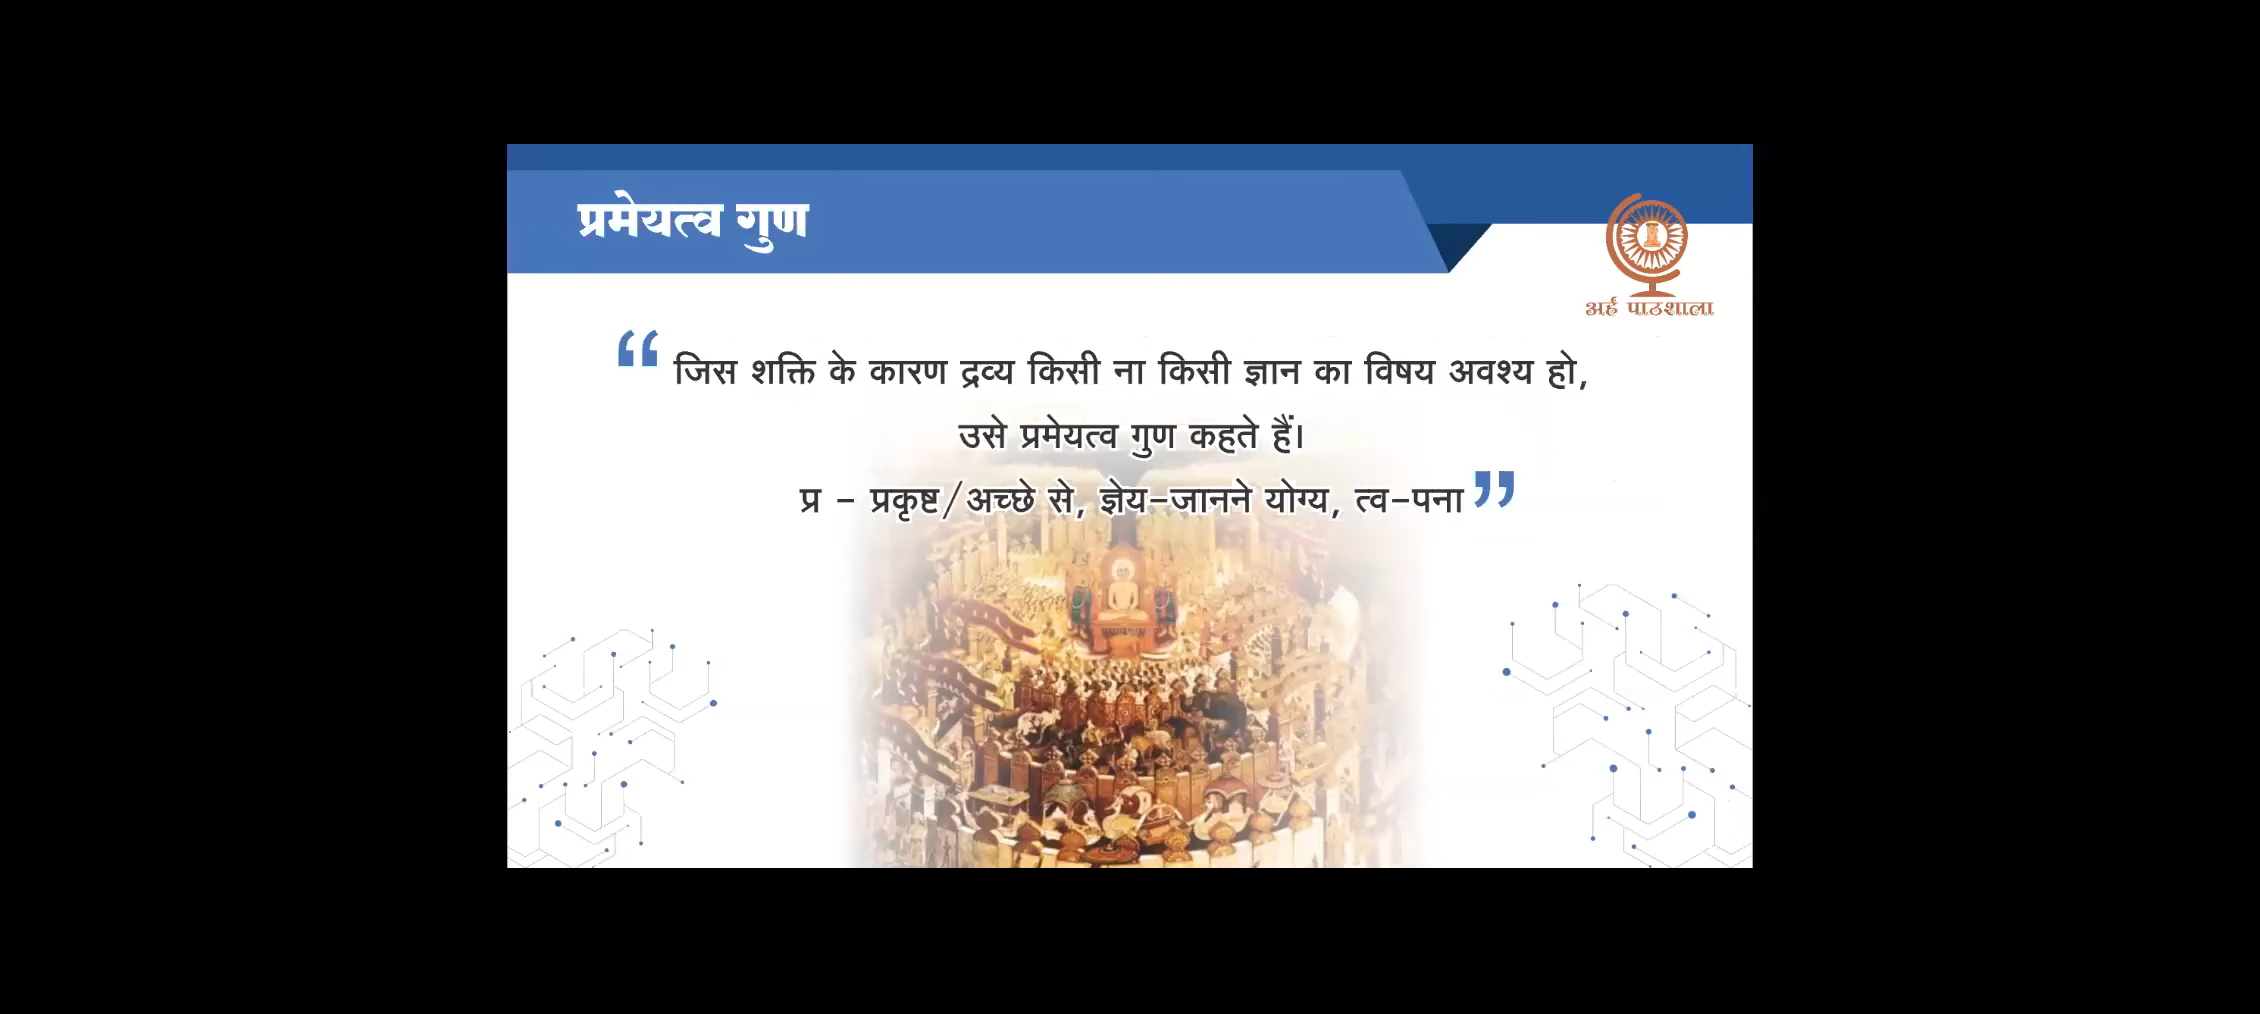 प्रमेयत्व गुण
अर्हं पाठशाला
“ जिस शक्ति के कारण द्रव्य किसी ना किसी ज्ञान का विषय अवश्य हो,
उसे प्रमेयत्व गुण कहते हैं।
प्र - प्रकृष्ट/अच्छे से, ज्ञेय-जानने योग्य, त्व-पना ”